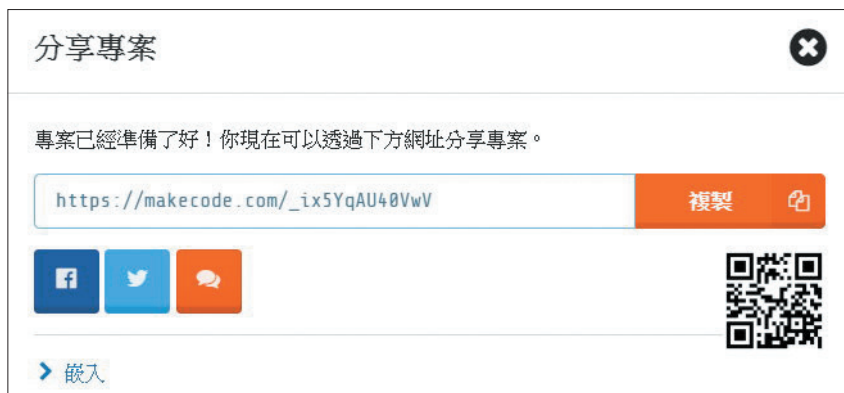 分享專案
專案已經準備了好！你現在可以透過下方網址分享專案。
https://makecode.com/_ix5YqAU40VwV
複製
嵌入